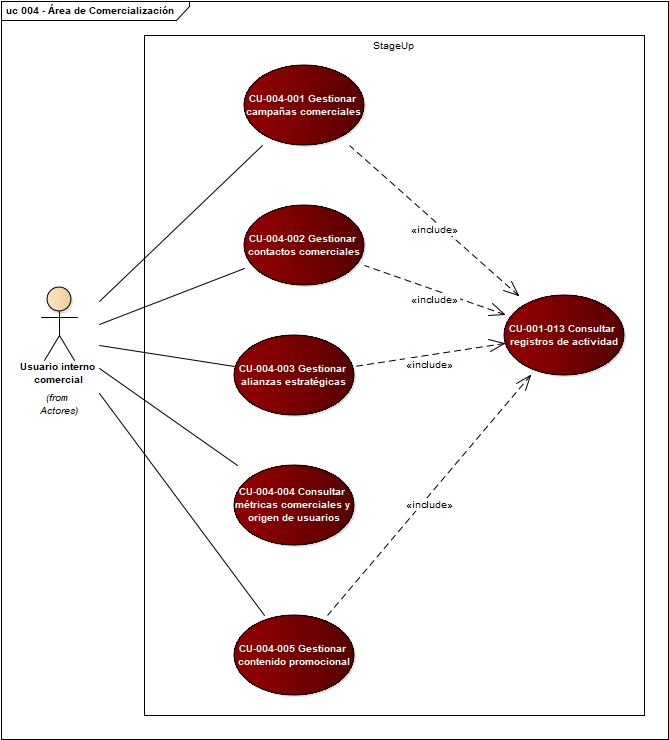 uc 004 - Área de Comercialización
StageUp
CU-004-001 Gestionar
campañas comerciales
«include»
CU-004-002 Gestionar
contactos comerciales
«include»
CU-001-013 Consultar
registros de actividad
CU-004-003 Gestionar
alianzas estratégicas
«include»
Usuario interno
comercial
(from
Actores)
CU-004-004 Consultar
métricas comerciales y
origen de usuarios
«include»
CU-004-005 Gestionar
contenido promocional